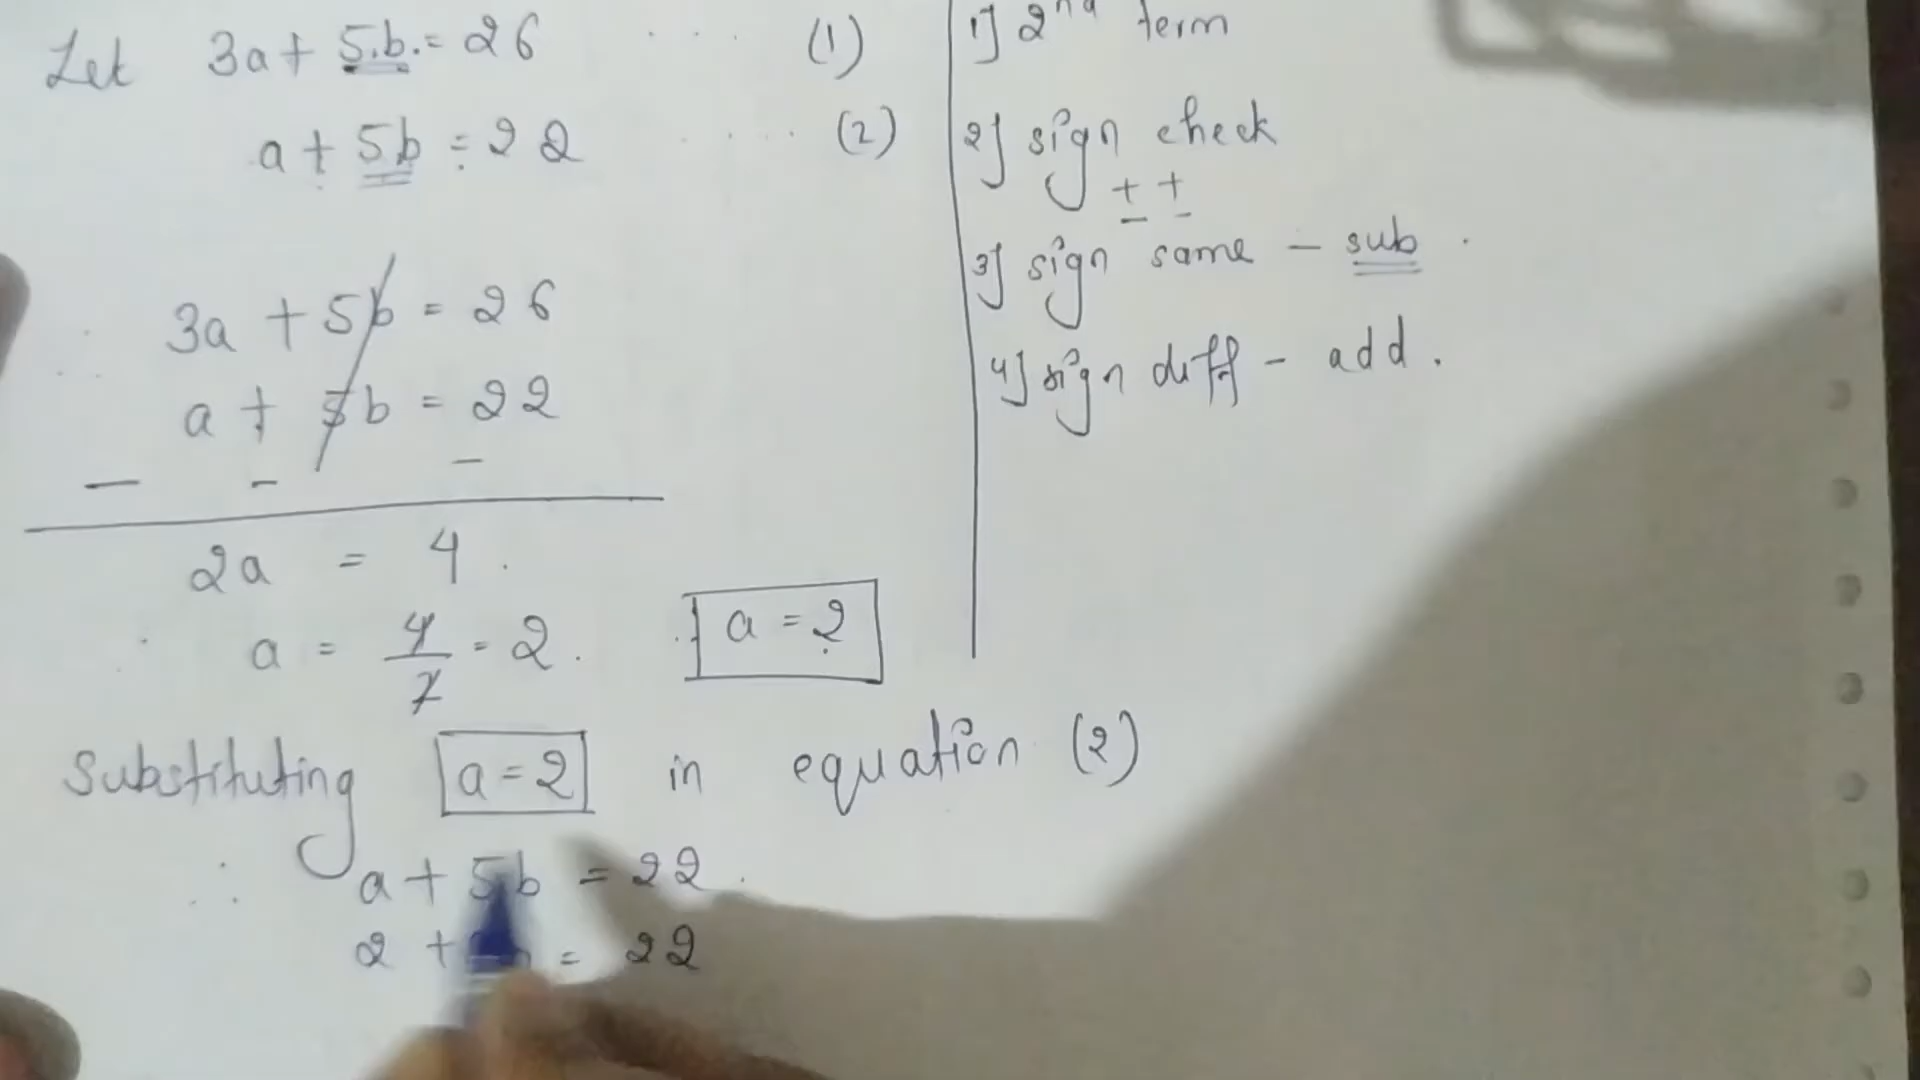 Let 3a + 5.b. = 26 ... (1)
a + 5b = 22 .... (2)
3a + 5b = 26
a + 5b = 22
- - -
2a = 4.
a = 4/2 = 2. ∴ a = 2
Substituting a = 2 in equation (2)
∴ a + 5b = 22.
2 + = 22
1] 2nd term
2] sign check
+ +
- -
3] sign same - sub.
4] sign diff - add.